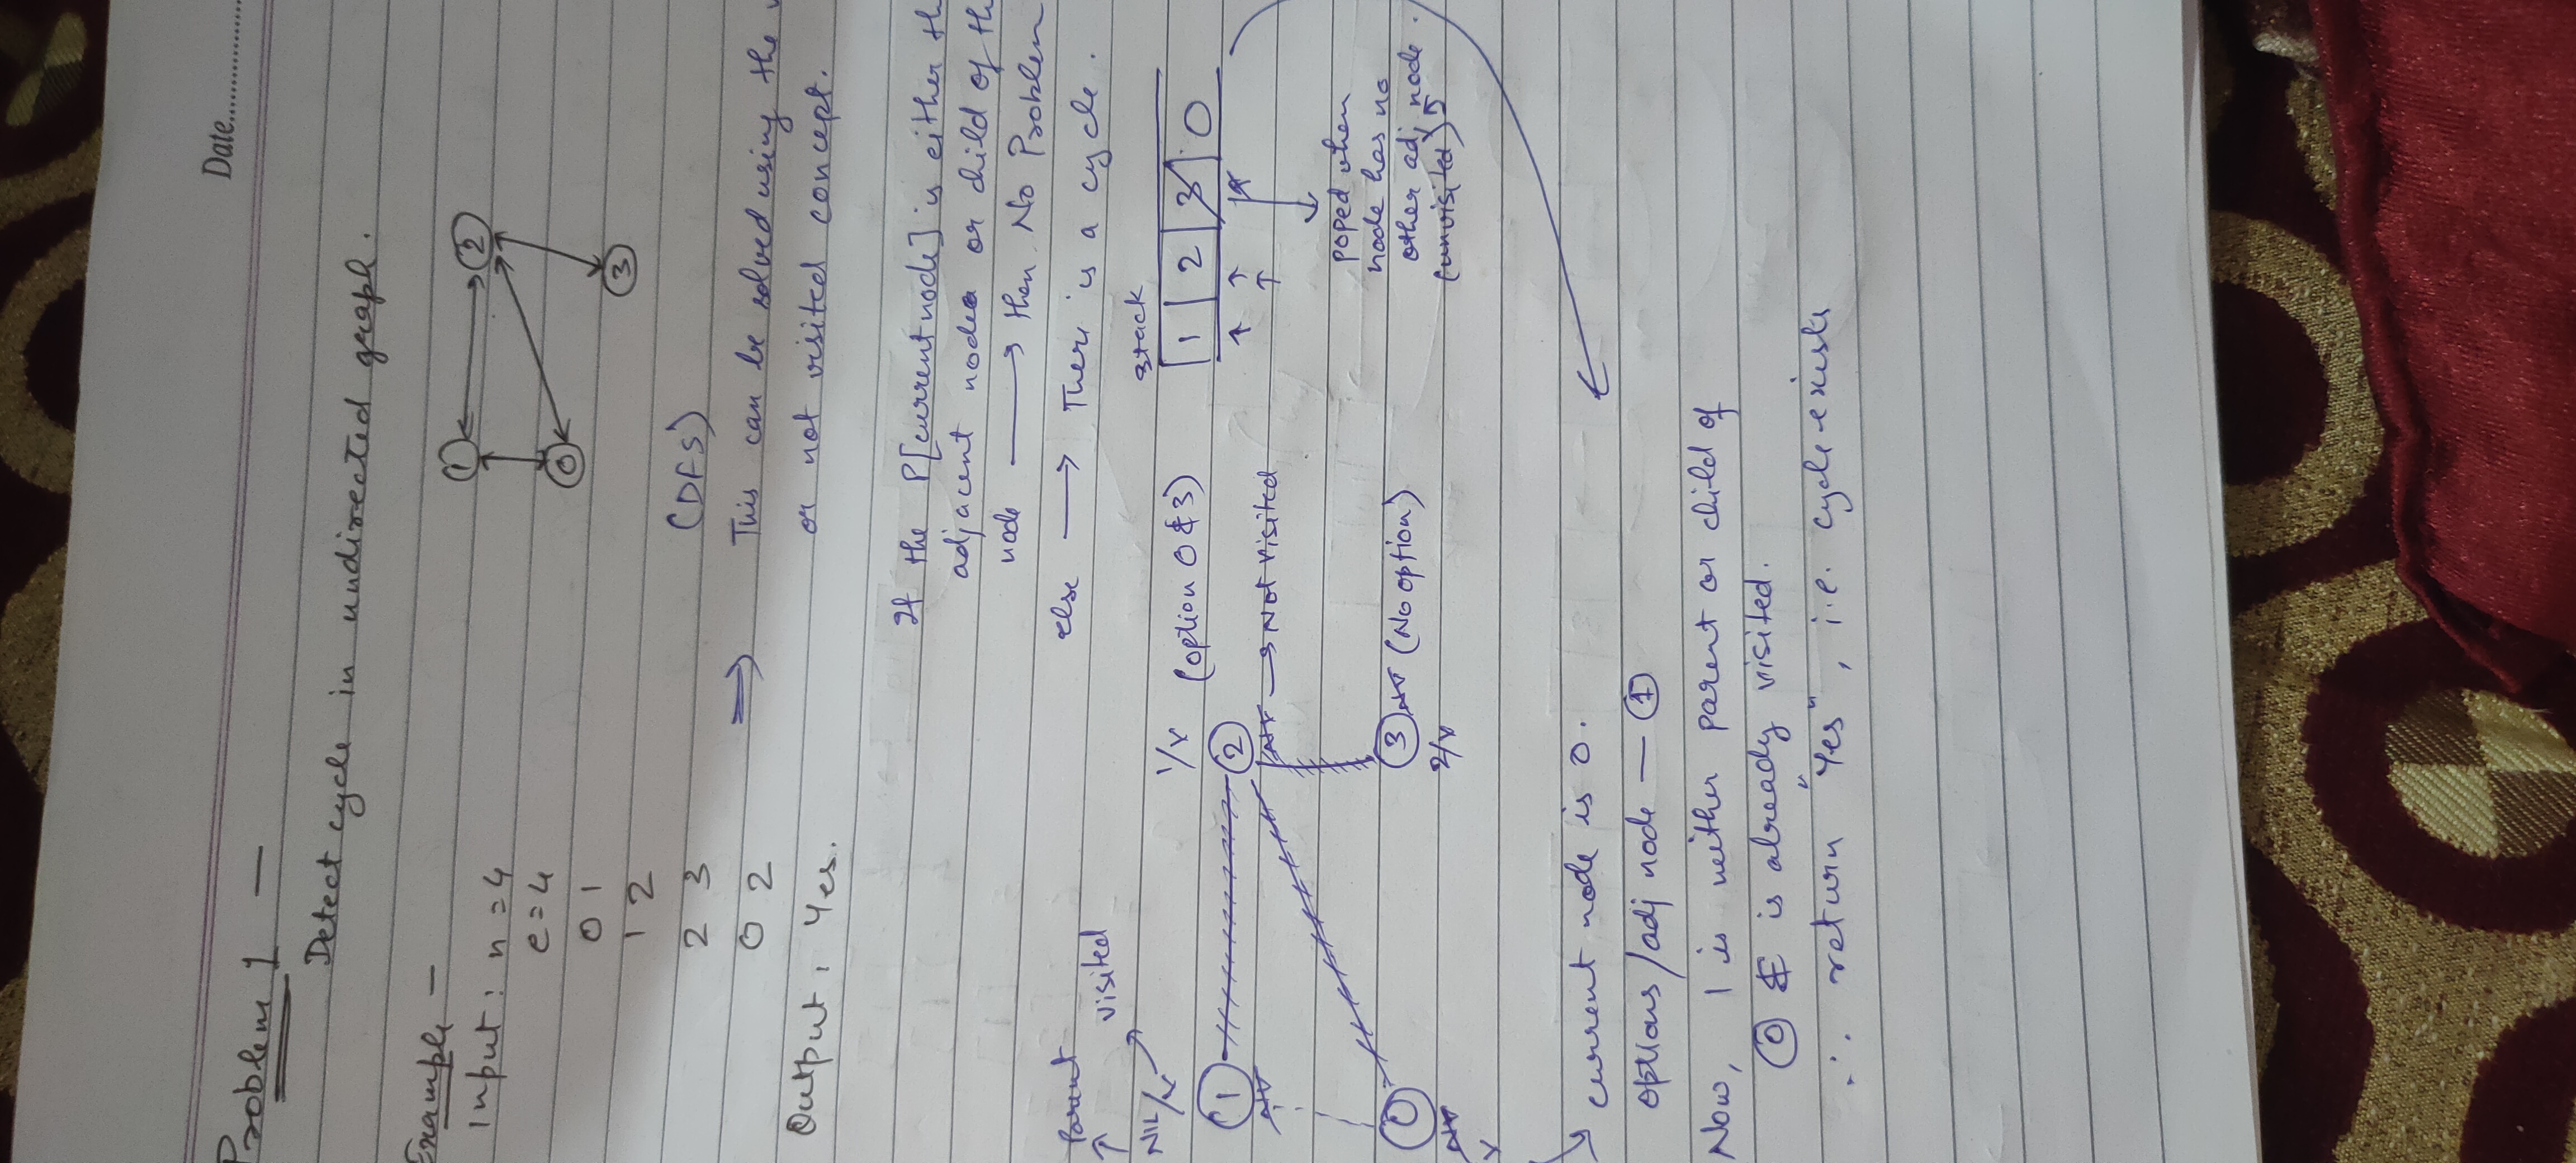 Date
Problem 1 —
Detect cycle in undirected graph.
Example —
Input : n = 4
e = 4
0 1
1 2
2 3
0 2
Output : Yes.
1
2
0
3
(DFS)
⇒ This can be solved using the
or not visited concept.
If the P[current node] is either th
adjacent node or child of th
node → then No Problem
else → There is a cycle.
Parent
visited
NIL/v
1
1/v
2
(option 0 & 3)
→ Not visited
0
3
(No option)
2/v
stack
1 2 3 0
popped when
node has no
other adj node.
(unvisited)
current node is 0.
options/adj node — 1
Now, 1 is neither parent or child of
0 & is already visited.
∴ return "Yes", i.e. cycle exists